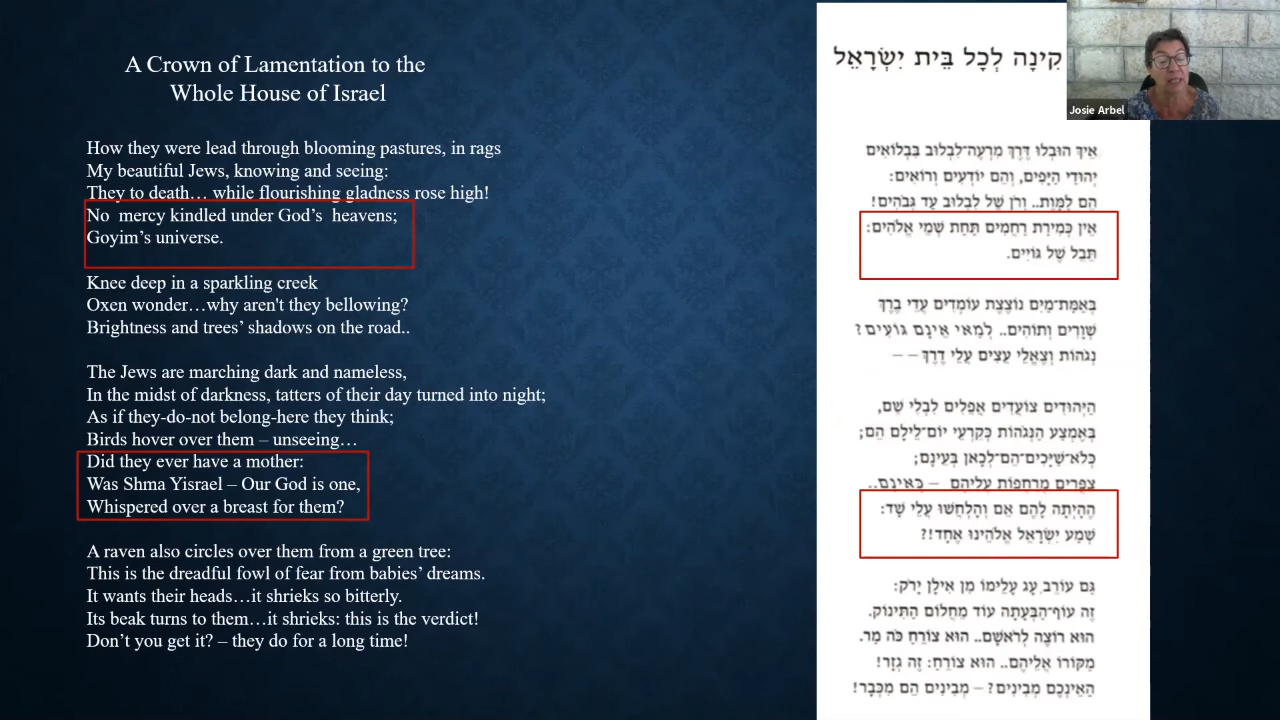 A Crown of Lamentation to the
Whole House of Israel
How they were lead through blooming pastures, in rags
My beautiful Jews, knowing and seeing:
They to death… while flourishing gladness rose high!
No mercy kindled under God’s heavens;
Goyim’s universe.
Knee deep in a sparkling creek
Oxen wonder…why aren't they bellowing?
Brightness and trees’ shadows on the road..
The Jews are marching dark and nameless,
In the midst of darkness, tatters of their day turned into night;
As if they-do-not-belong-here they think;
Birds hover over them – unseeing…
Did they ever have a mother:
Was Shma Yisrael – Our God is one,
Whispered over a breast for them?
A raven also circles over them from a green tree:
This is the dreadful fowl of fear from babies’ dreams.
It wants their heads…it shrieks so bitterly.
Its beak turns to them…it shrieks: this is the verdict!
Don’t you get it? – they do for a long time!
קִינָה לְכָל בֵּית יִשְׂרָאֵל
אֵיךְ הוּבְלוּ דֶּרֶךְ מִרְעֶה־לִבְלוּב בִּבְלוֹאִים
יְהוּדַי הַיָּפִים, וְהֵם יוֹדְעִים וְרוֹאִים:
הֵם לַמָּוֶת.. וְרֹן שֶׁל לִבְלוּב עַד גְּבֹהִים!
אֵין כְּמִירַת רַחֲמִים תַּחַת שְׁמֵי אֱלֹהִים:
תֵּבֵל שֶׁל גּוֹיִים.
בְּאַמַּת־מַיִם נוֹצֶצֶת עוֹמְדִים עֲדֵי בֶרֶךְ
שְׁוָרִים וְתוֹהִים.. לְמַאי אֵינָם גּוֹעִים?
נְגֹהוֹת וְצֶאֱלֵי עֵצִים עֲלֵי דֶרֶךְ – –
הַיְּהוּדִים צוֹעֲדִים אֲפֵלִים לִבְלִי שֵׁם,
בְּאֶמְצַע הַנְּגֹהוֹת כְּקִרְעֵי יוֹם־לֵילָם הֵם;
כְּלֹא־שַׁיָּכִים־הֵם־לְכָאן בְּעֵינָם;
צִפֳּרִים מְרַחֲפוֹת עֲלֵיהֶם – כְּאֵינָם..
הֶהָיְתָה לָהֶם אֵם וְהָלְחֲשׁוּ עֲלֵי שָׁד:
שְׁמַע יִשְׂרָאֵל אֱלֹהֵינוּ אֶחָד!?
גַּם עוֹרֵב עָג עָלֵימוֹ מִן אִילָן יָרֹק:
זֶה עוֹף־הַבְּעָתָה עוֹד מֵחֲלוֹם הַתִּינוֹק.
הוּא רוֹצֶה לְרֹאשָׁם.. הוּא צוֹרֵחַ כֹּה מַר.
מַקּוֹרוֹ אֲלֵיהֶם.. הוּא צוֹרֵחַ: זֶה גְזָר!
הַאֵינְכֶם מְבִינִים? – מְבִינִים הֵם מִכְּבָר!
Josie Arbel